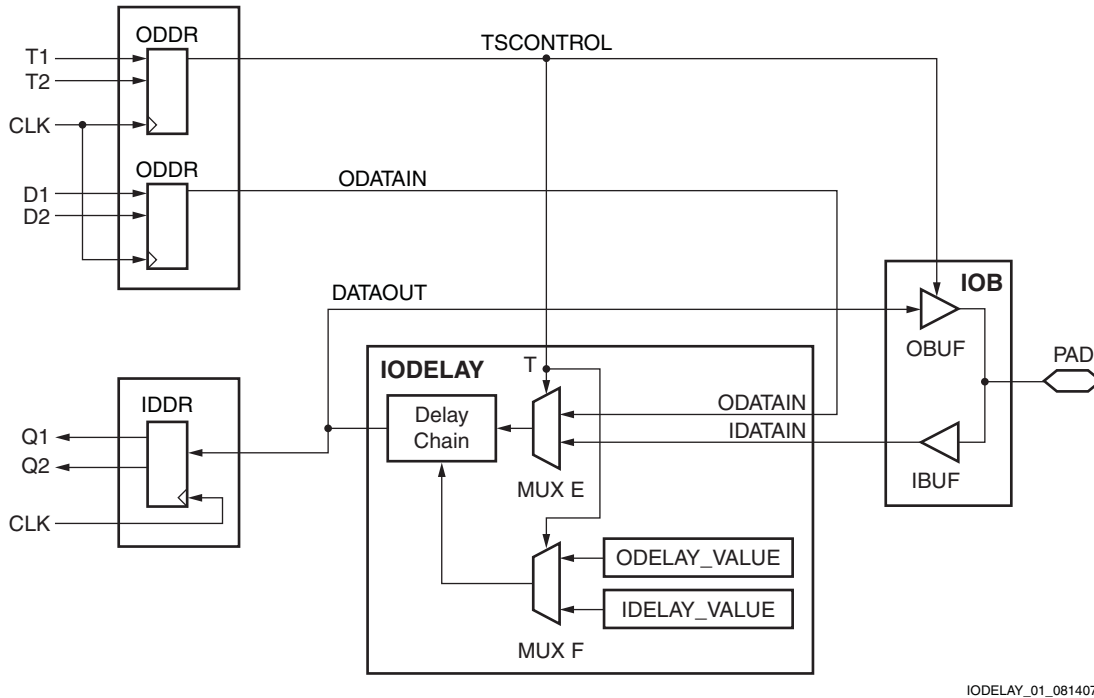 ODDR
TSCONTROL
T1
T2
CLK
ODDR
ODATAIN
D1
D2
IOB
DATAOUT
OBUF
PAD
IODELAY
T
IDDR
ODATAIN
Delay
Chain
Q1
IDATAIN
Q2
IBUF
MUX E
CLK
ODELAY_VALUE
IDELAY_VALUE
MUX F
IODELAY_01_081407